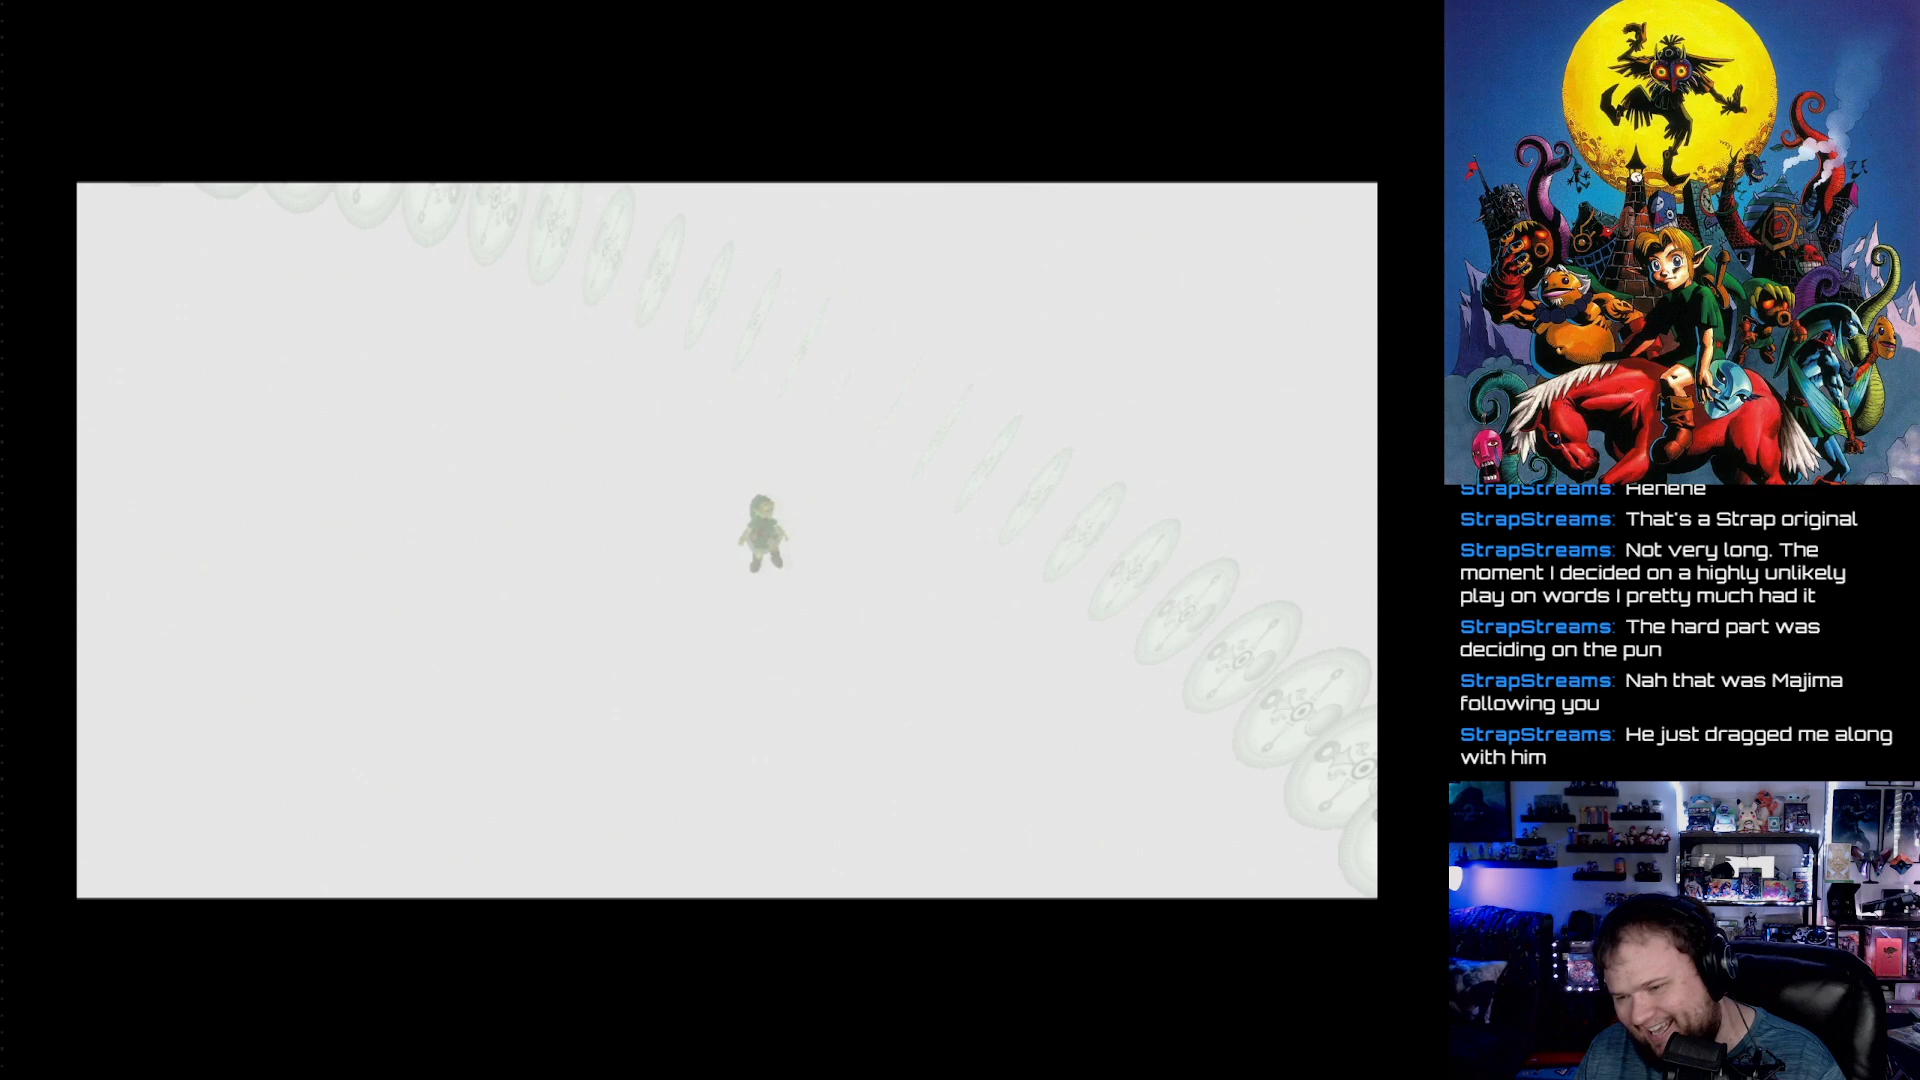 StrapStreams: Hehehe
StrapStreams: That's a Strap original
StrapStreams: Not very long. The
moment I decided on a highly unlikely
play on words I pretty much had it
StrapStreams: The hard part was
deciding on the pun
StrapStreams: Nah that was Majima
following you
StrapStreams: He just dragged me along
with him